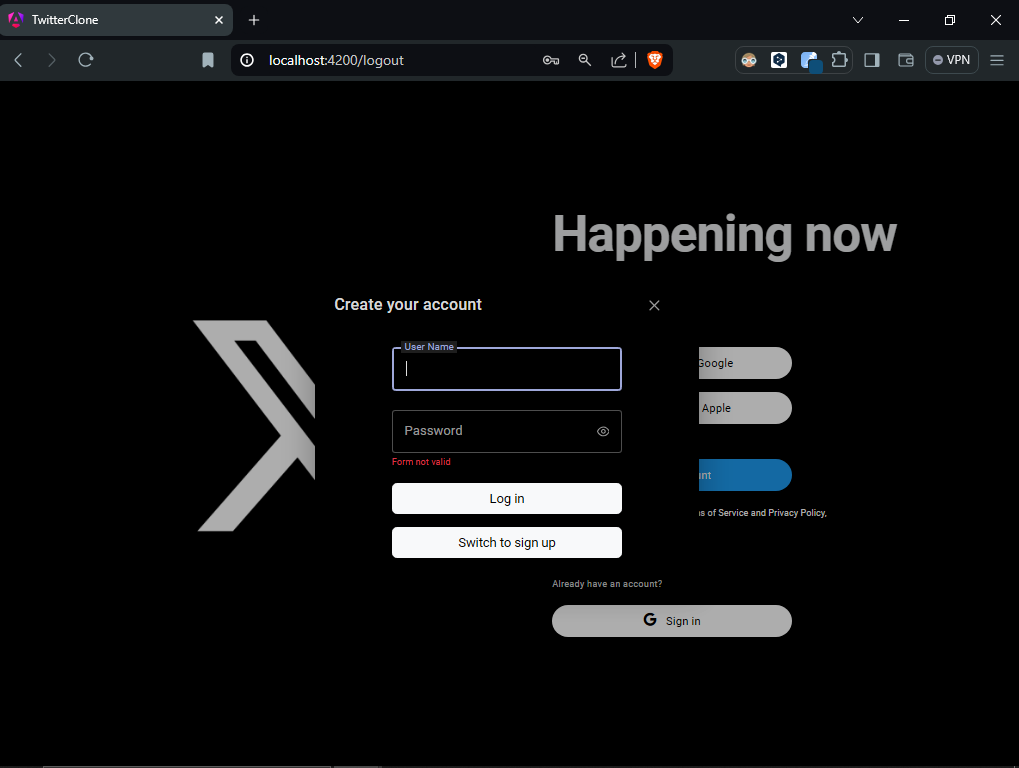 TwitterClone
localhost:4200/logout
VPN
Happening now
Create your account
User Name
Google
Password
Apple
Form not valid
Log in
of Service and Privacy Policy,
Switch to sign up
Already have an account?
G Sign in